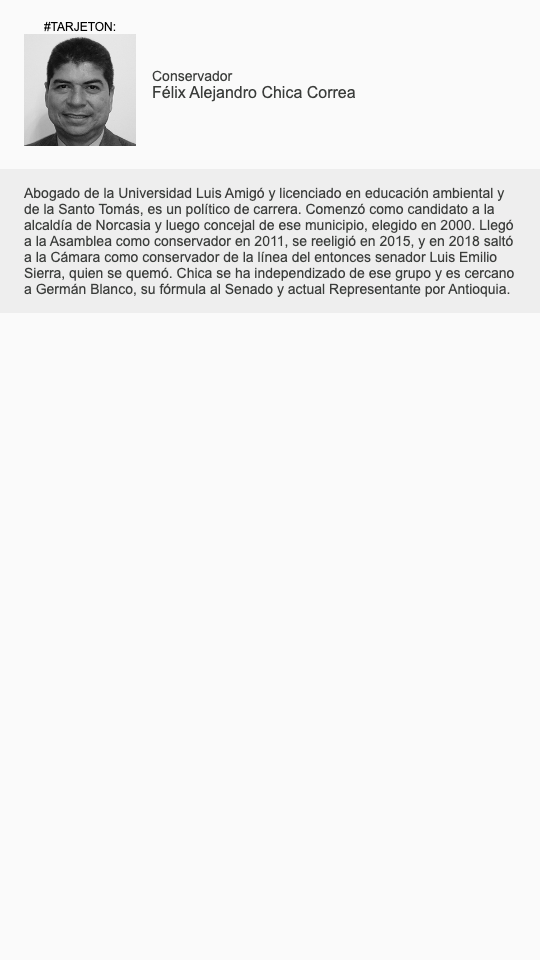 #TARJETON:
Conservador
Félix Alejandro Chica Correa
Abogado de la Universidad Luis Amigó y licenciado en educación ambiental y
de la Santo Tomás, es un político de carrera. Comenzó como candidato a la
alcaldía de Norcasia y luego concejal de ese municipio, elegido en 2000. Llegó
a la Asamblea como conservador en 2011, se reeligió en 2015, y en 2018 saltó
a la Cámara como conservador de la línea del entonces senador Luis Emilio
Sierra, quien se quemó. Chica se ha independizado de ese grupo y es cercano
a Germán Blanco, su fórmula al Senado y actual Representante por Antioquia.